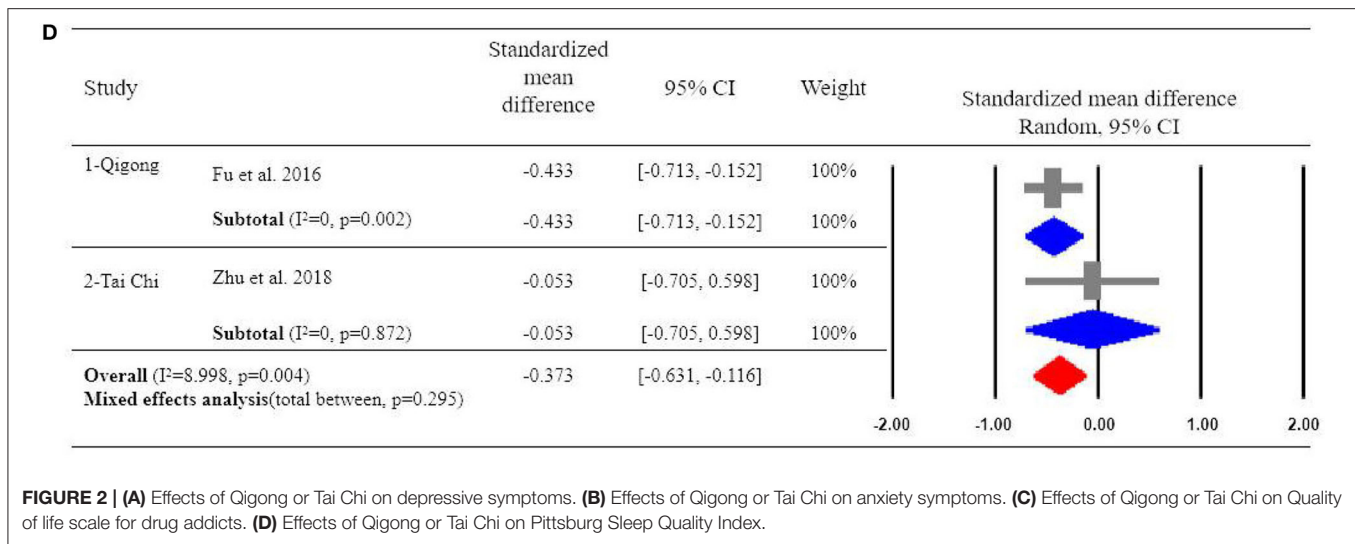 D
Study
Standardized
mean
difference
95% CI
Weight
Standardized mean difference
Random, 95% CI
1-Qigong
Fu et al. 2016 -0.433 [-0.713, -0.152] 100%
Subtotal (I²=0, p=0.002) -0.433 [-0.713, -0.152] 100%
2-Tai Chi
Zhu et al. 2018 -0.053 [-0.705, 0.598] 100%
Subtotal (I²=0, p=0.872) -0.053 [-0.705, 0.598] 100%
Overall (I²=8.998, p=0.004) -0.373 [-0.631, -0.116]
Mixed effects analysis(total between, p=0.295)
-2.00 -1.00 0.00 1.00 2.00
FIGURE 2 | (A) Effects of Qigong or Tai Chi on depressive symptoms. (B) Effects of Qigong or Tai Chi on anxiety symptoms. (C) Effects of Qigong or Tai Chi on Quality
of life scale for drug addicts. (D) Effects of Qigong or Tai Chi on Pittsburg Sleep Quality Index.